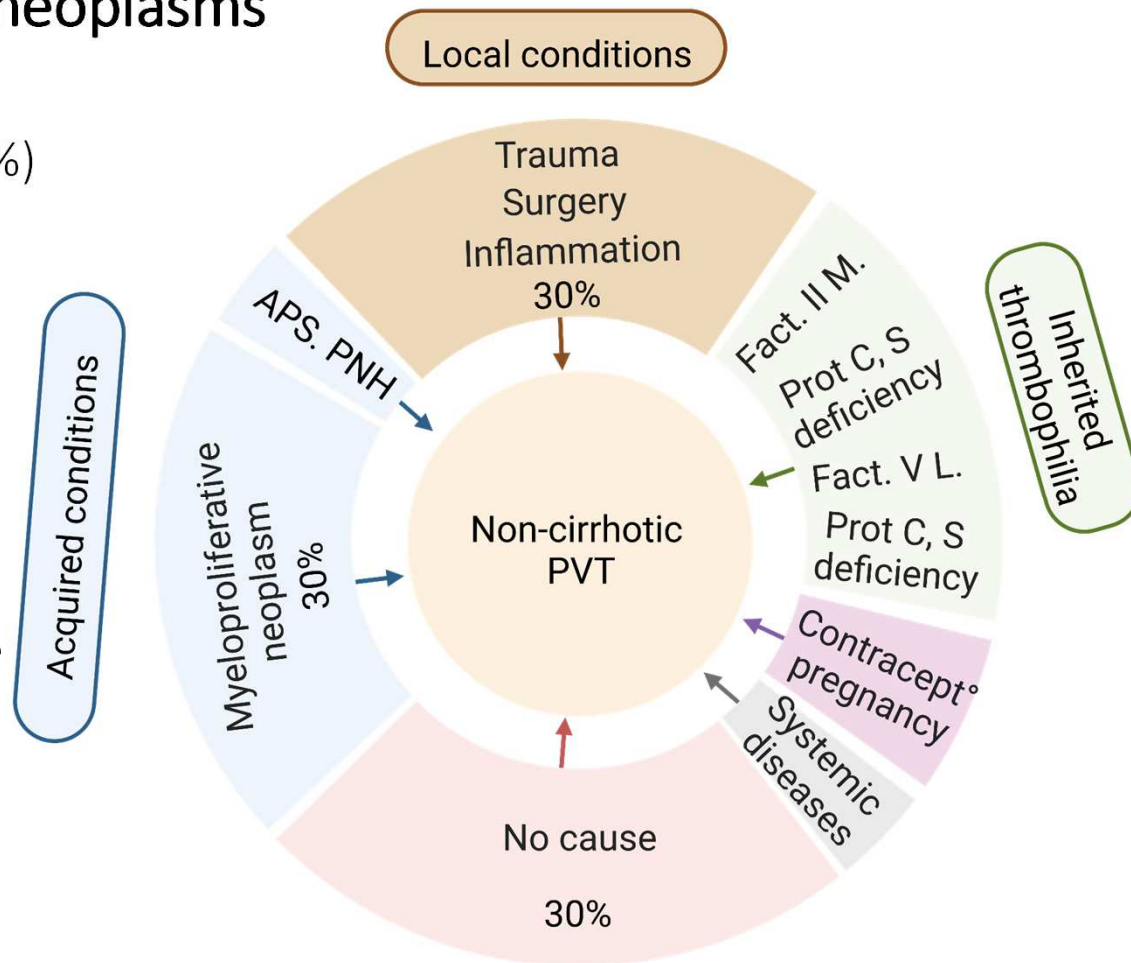 neoplasms
%)
Local conditions
Trauma
Surgery
Inflammation
30%
Fact. II M.
Prot C, S
deficiency
Fact. V L.
Prot C, S
deficiency
Inherited
thrombophilia
Contracept°
pregnancy
Systemic
diseases
No cause
30%
Myeloproliferative
neoplasm
30%
APS. PNH
Acquired conditions
Non-cirrhotic
PVT